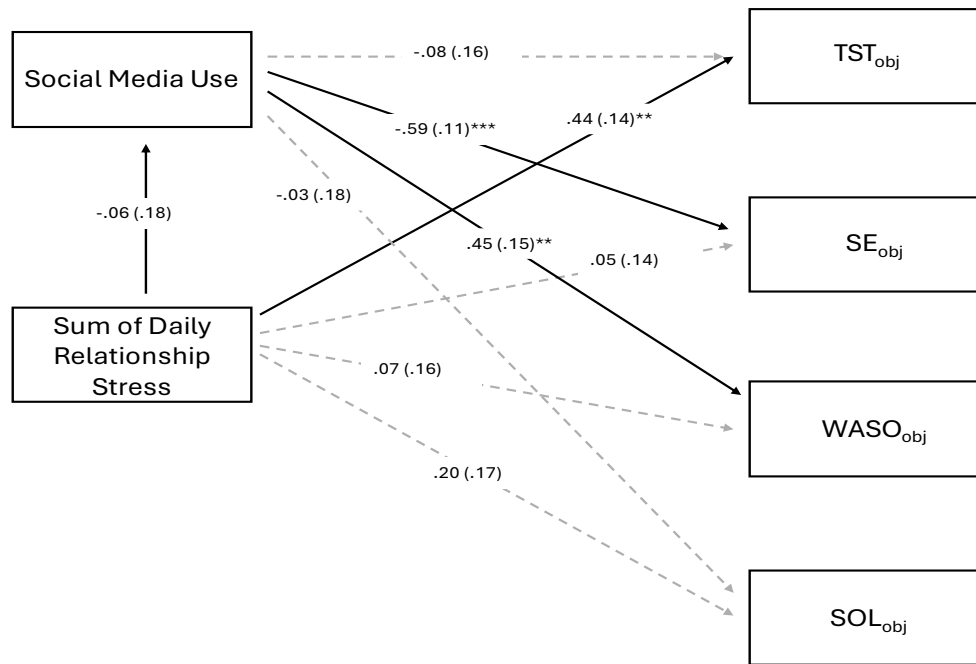 Social Media Use
-.08 (.16)
TST obj
.44 (.14)**
-.59 (.11)***
-.03 (.18)
-.06 (.18)
.45 (.15)**
SE obj
.05 (.14)
Sum of Daily
Relationship
Stress
.07 (.16)
WASO obj
.20 (.17)
SOL obj